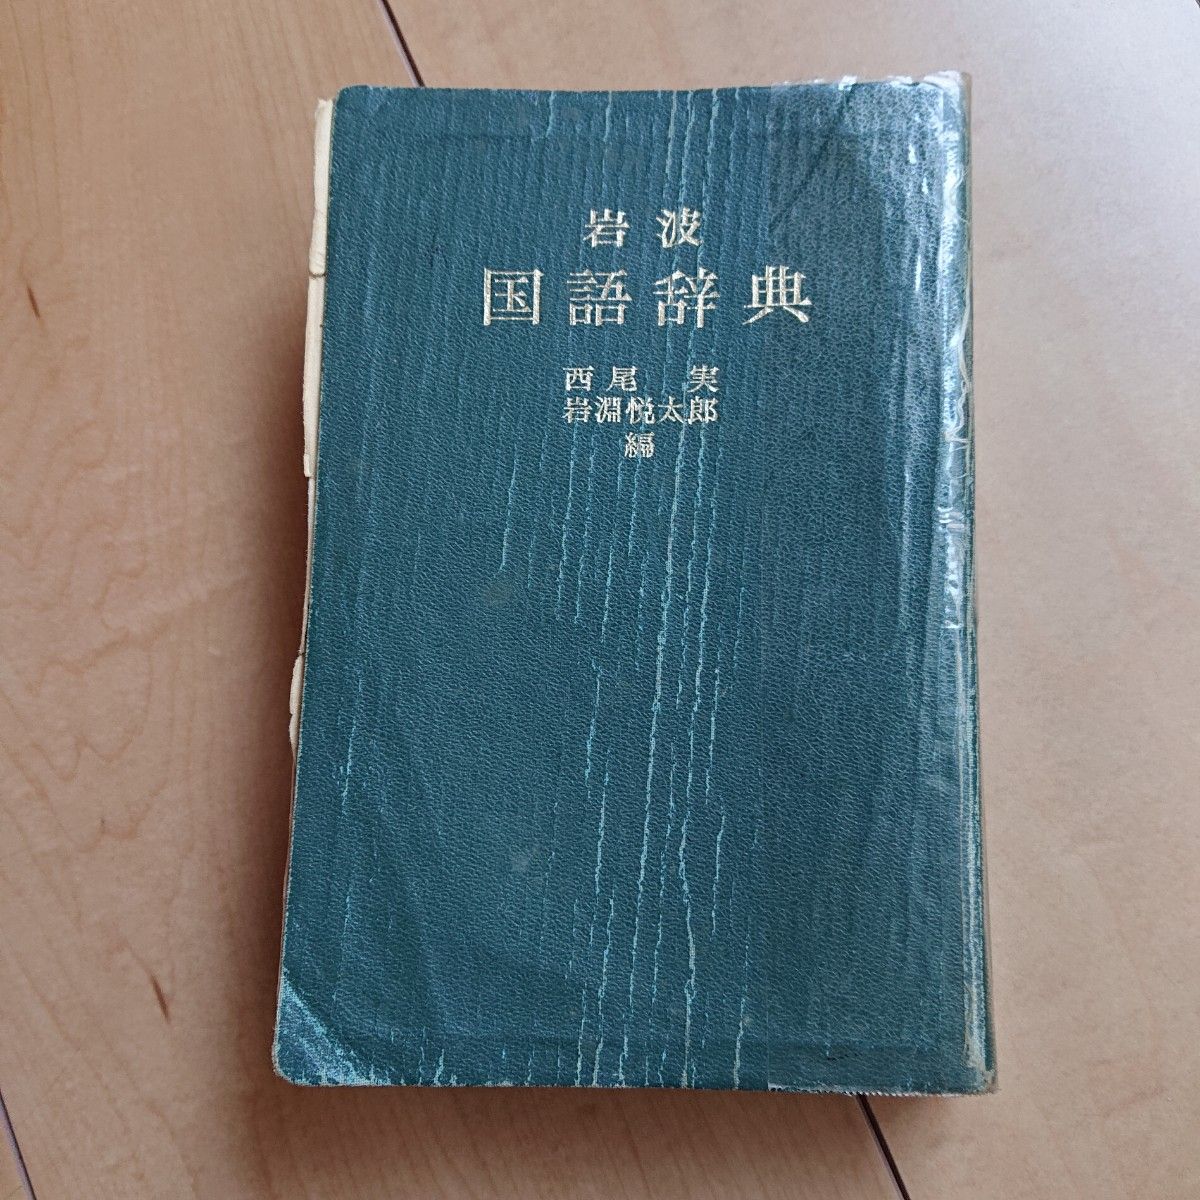 岩波
国語辞典
西尾 実
岩淵悦太郎
編